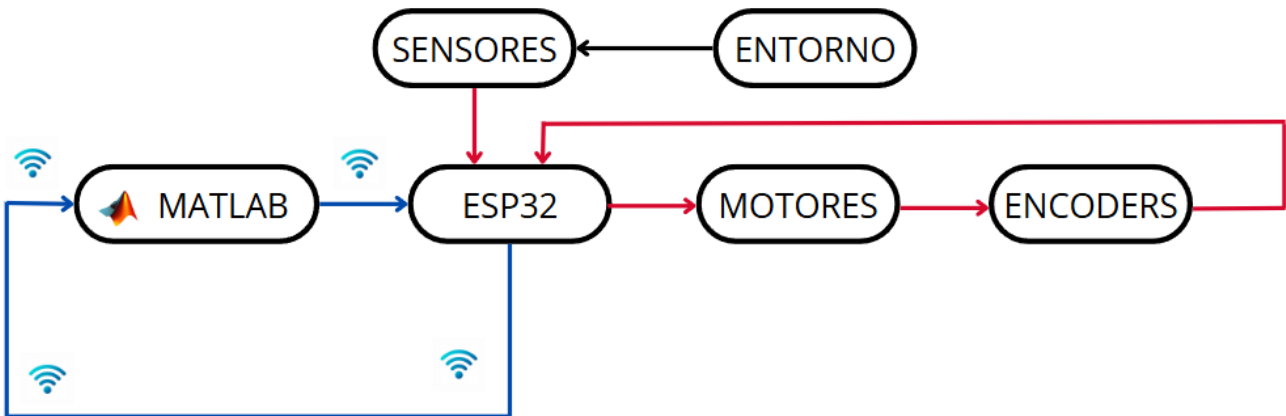 SENSORES
ENTORNO
MATLAB
ESP32
MOTORES
ENCODERS